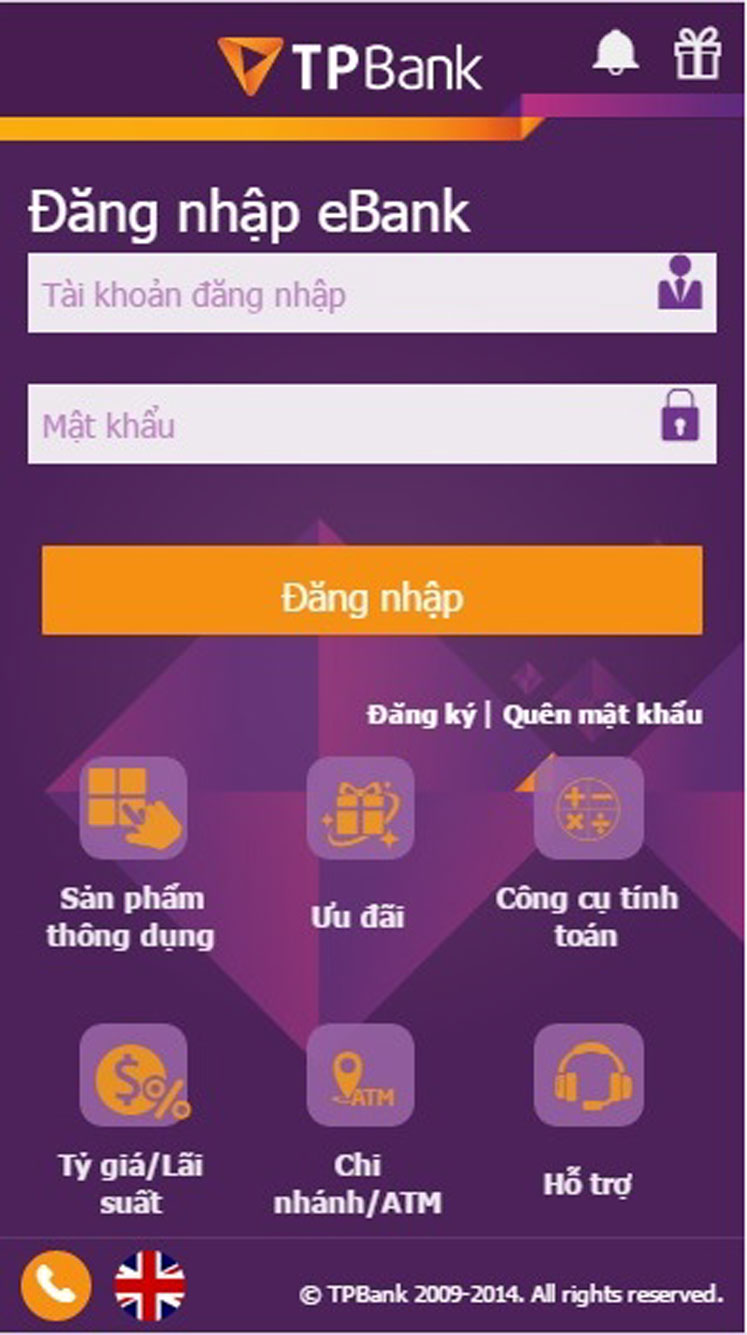 TPBank
Đăng nhập eBank
Tài khoản đăng nhập
Mật khẩu
Đăng nhập
Đăng ký | Quên mật khẩu
Sản phẩm
thông dụng
Ưu đãi
Công cụ tính
toán
$
%
ATM
Tỷ giá/Lãi
suất
Chi
nhánh/ATM
Hỗ trợ
© TPBank 2009-2014. All rights reserved.